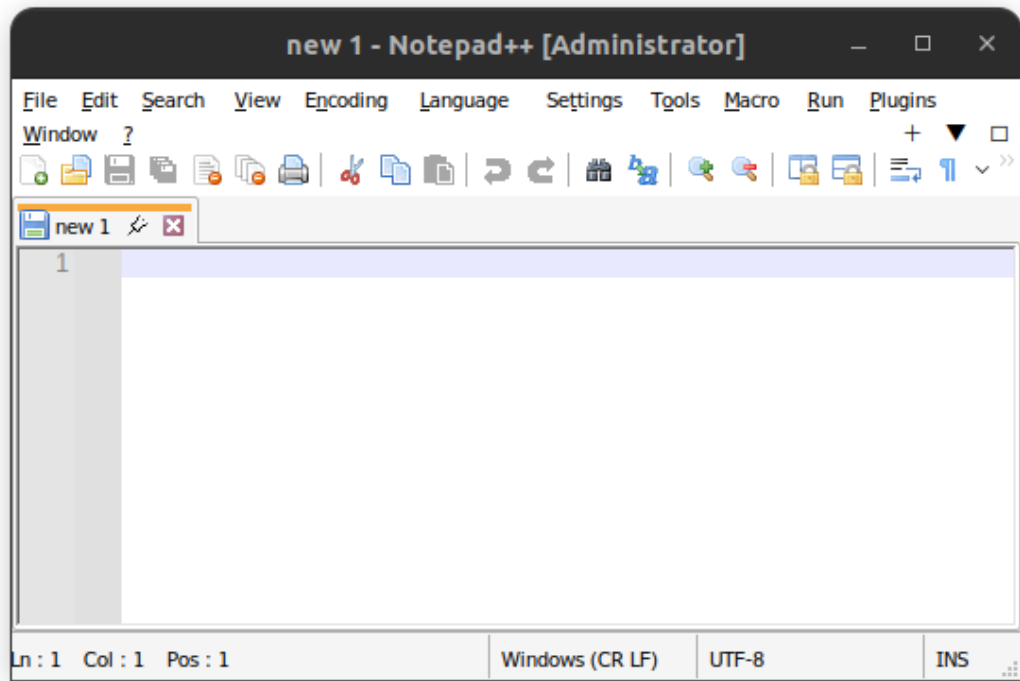 new 1 - Notepad++ [Administrator]
File Edit Search View Encoding Language Settings Tools Macro Run Plugins
Window ?
new 1
1
Ln : 1 Col : 1 Pos : 1 Windows (CR LF) UTF-8 INS